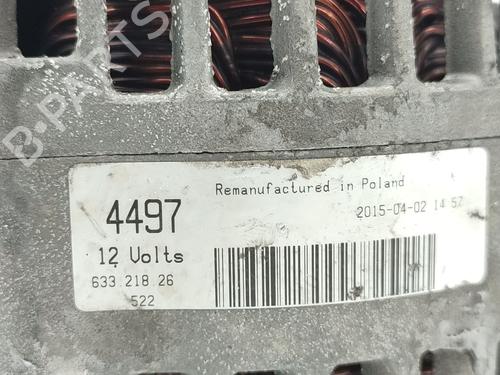 B-PARTS
4497
Remanufactured in Poland
2015-04-02 14 57
12 Volts
633.218.26
522